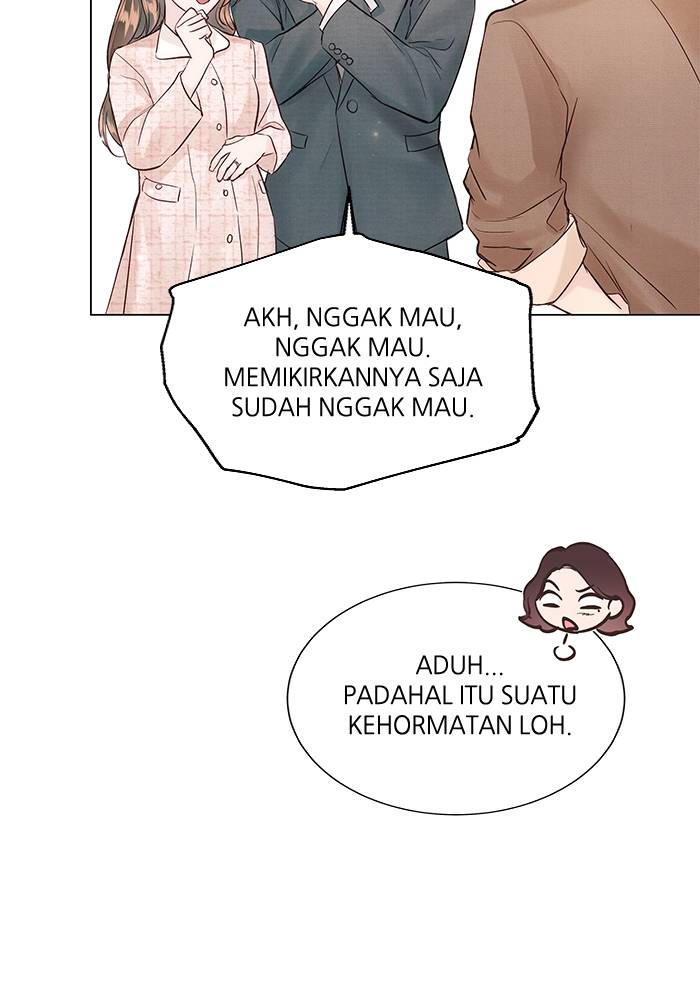 AKH, NGGAK MAU,
NGGAK MAU.
MEMIKIRKANNYA SAJA
SUDAH NGGAK MAU.
ADUH...
PADAHAL ITU SUATU
KEHORMATAN LOH.